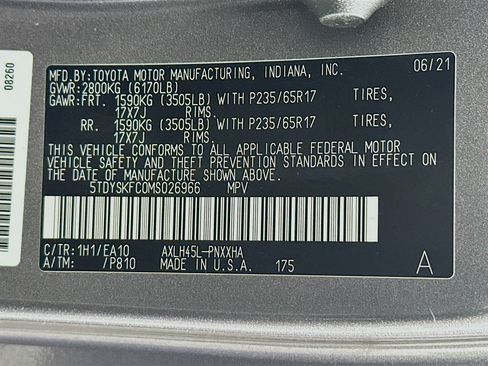 08260
MFD.BY:TOYOTA MOTOR MANUFACTURING, INDIANA, INC. 06/21
GVWR: 2800KG (6170LB)
GAWR:FRT. 1590KG (3505LB) WITH P235/65R17 TIRES,
17X7J RIMS.
RR. 1590KG (3505LB) WITH P235/65R17 TIRES,
17X7J RIMS.
THIS VEHICLE CONFORMS TO ALL APPLICABLE FEDERAL MOTOR
VEHICLE SAFETY AND THEFT PREVENTION STANDARDS IN EFFECT ON
THE DATE OF MANUFACTURE SHOWN ABOVE.
5TDYSKFC0MS026966 MPV
C/TR: 1H1/EA10 AXLH45L-PNXXHA
A/TM: /P810 MADE IN U.S.A. 175 A